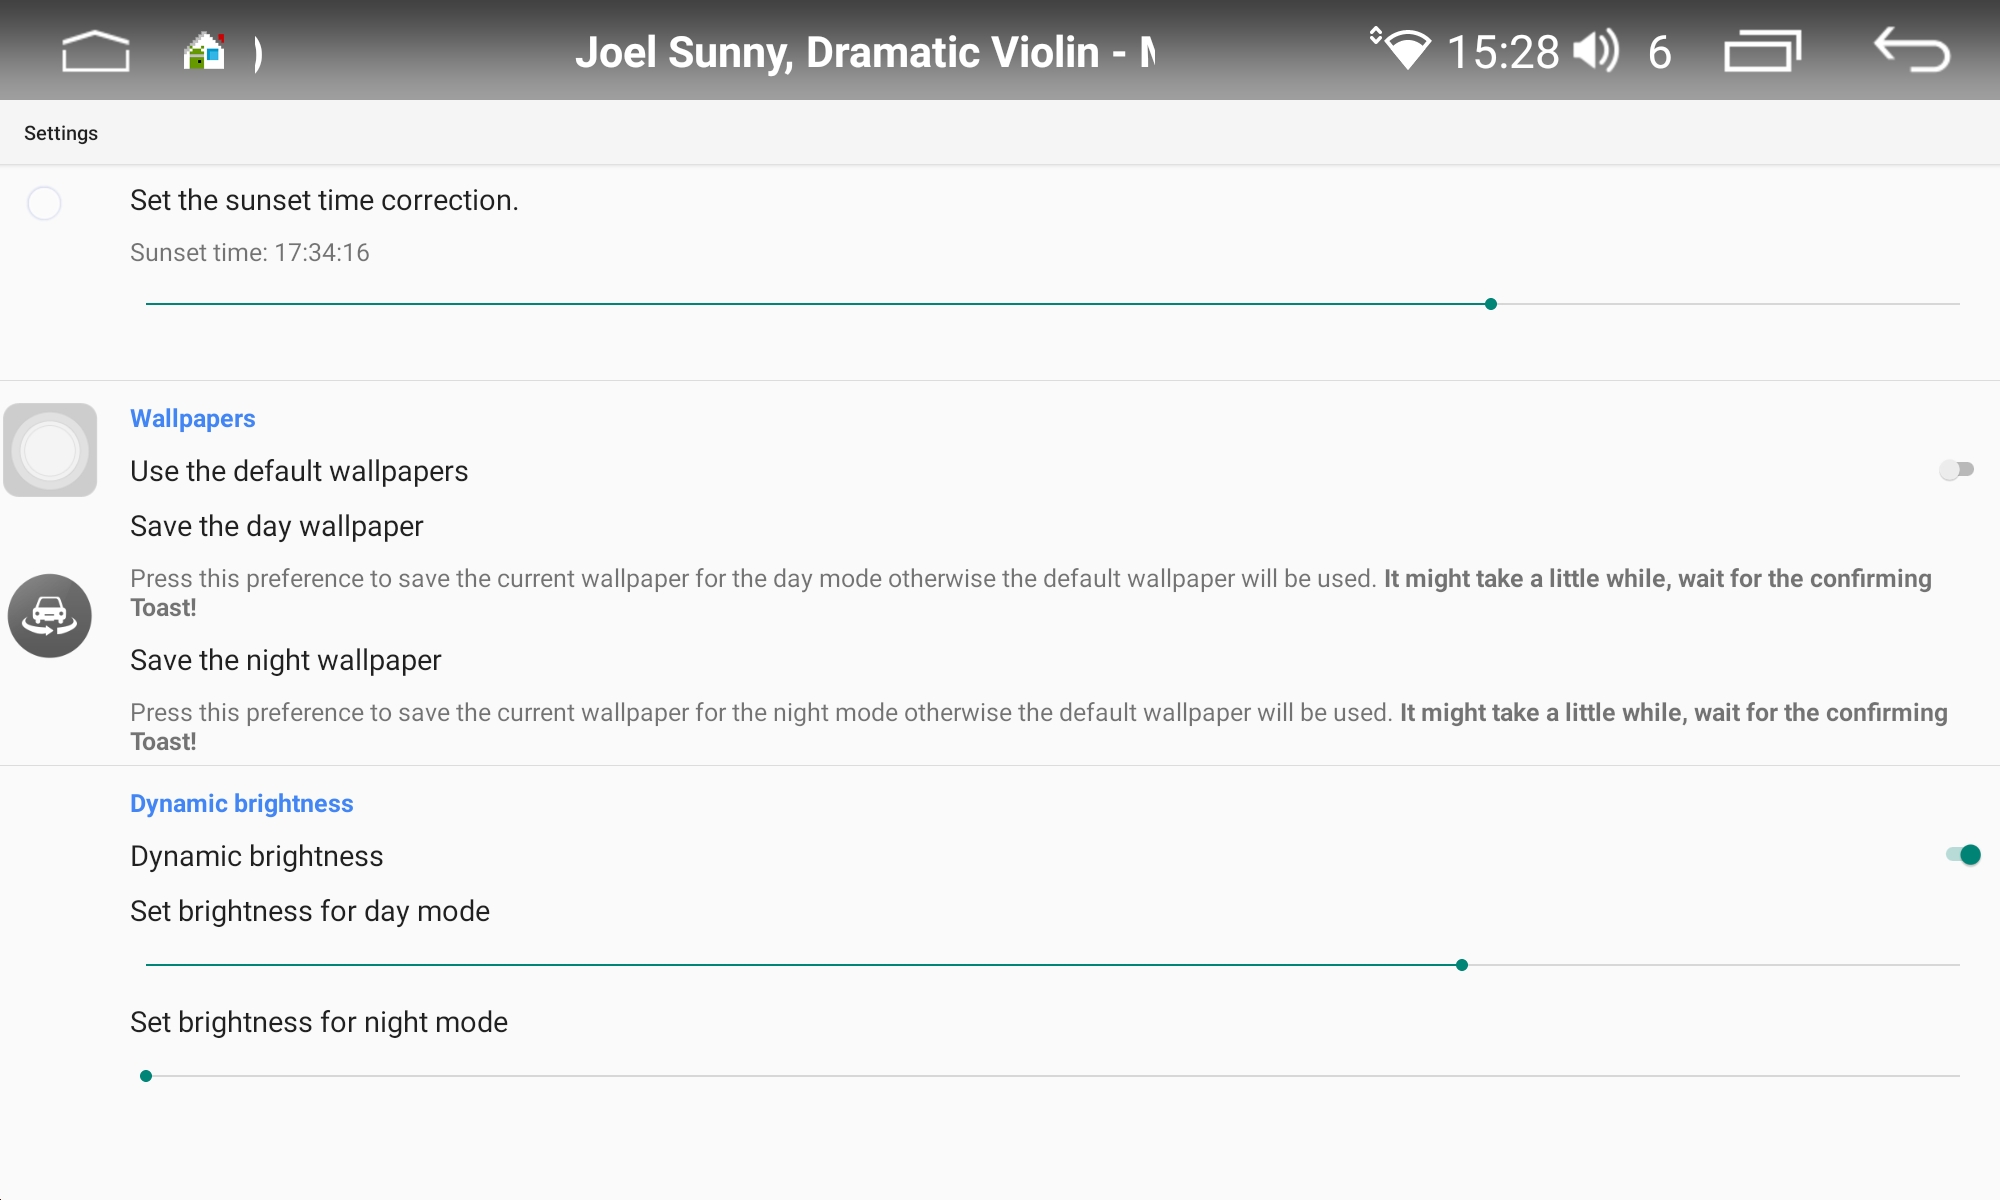 Joel Sunny, Dramatic Violin -
15:28
6
Settings
Set the sunset time correction.
Sunset time: 17:34:16
Wallpapers
Use the default wallpapers
Save the day wallpaper
Press this preference to save the current wallpaper for the day mode otherwise the default wallpaper will be used. It might take a little while, wait for the confirming
Toast!
Save the night wallpaper
Press this preference to save the current wallpaper for the night mode otherwise the default wallpaper will be used. It might take a little while, wait for the confirming
Toast!
Dynamic brightness
Dynamic brightness
Set brightness for day mode
Set brightness for night mode